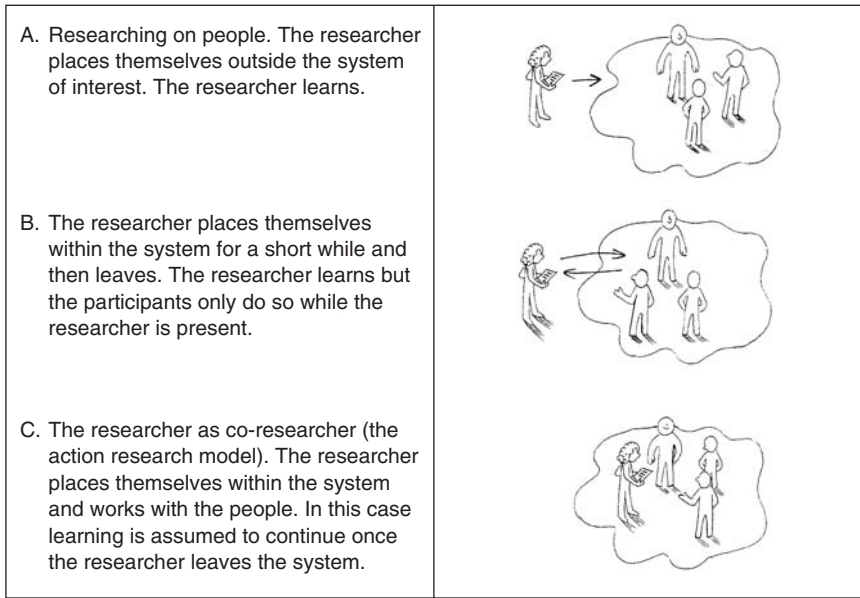 A. Researching on people. The researcher
places themselves outside the system
of interest. The researcher learns.
B. The researcher places themselves
within the system for a short while and
then leaves. The researcher learns but
the participants only do so while the
researcher is present.
C. The researcher as co-researcher (the
action research model). The researcher
places themselves within the system
and works with the people. In this case
learning is assumed to continue once
the researcher leaves the system.